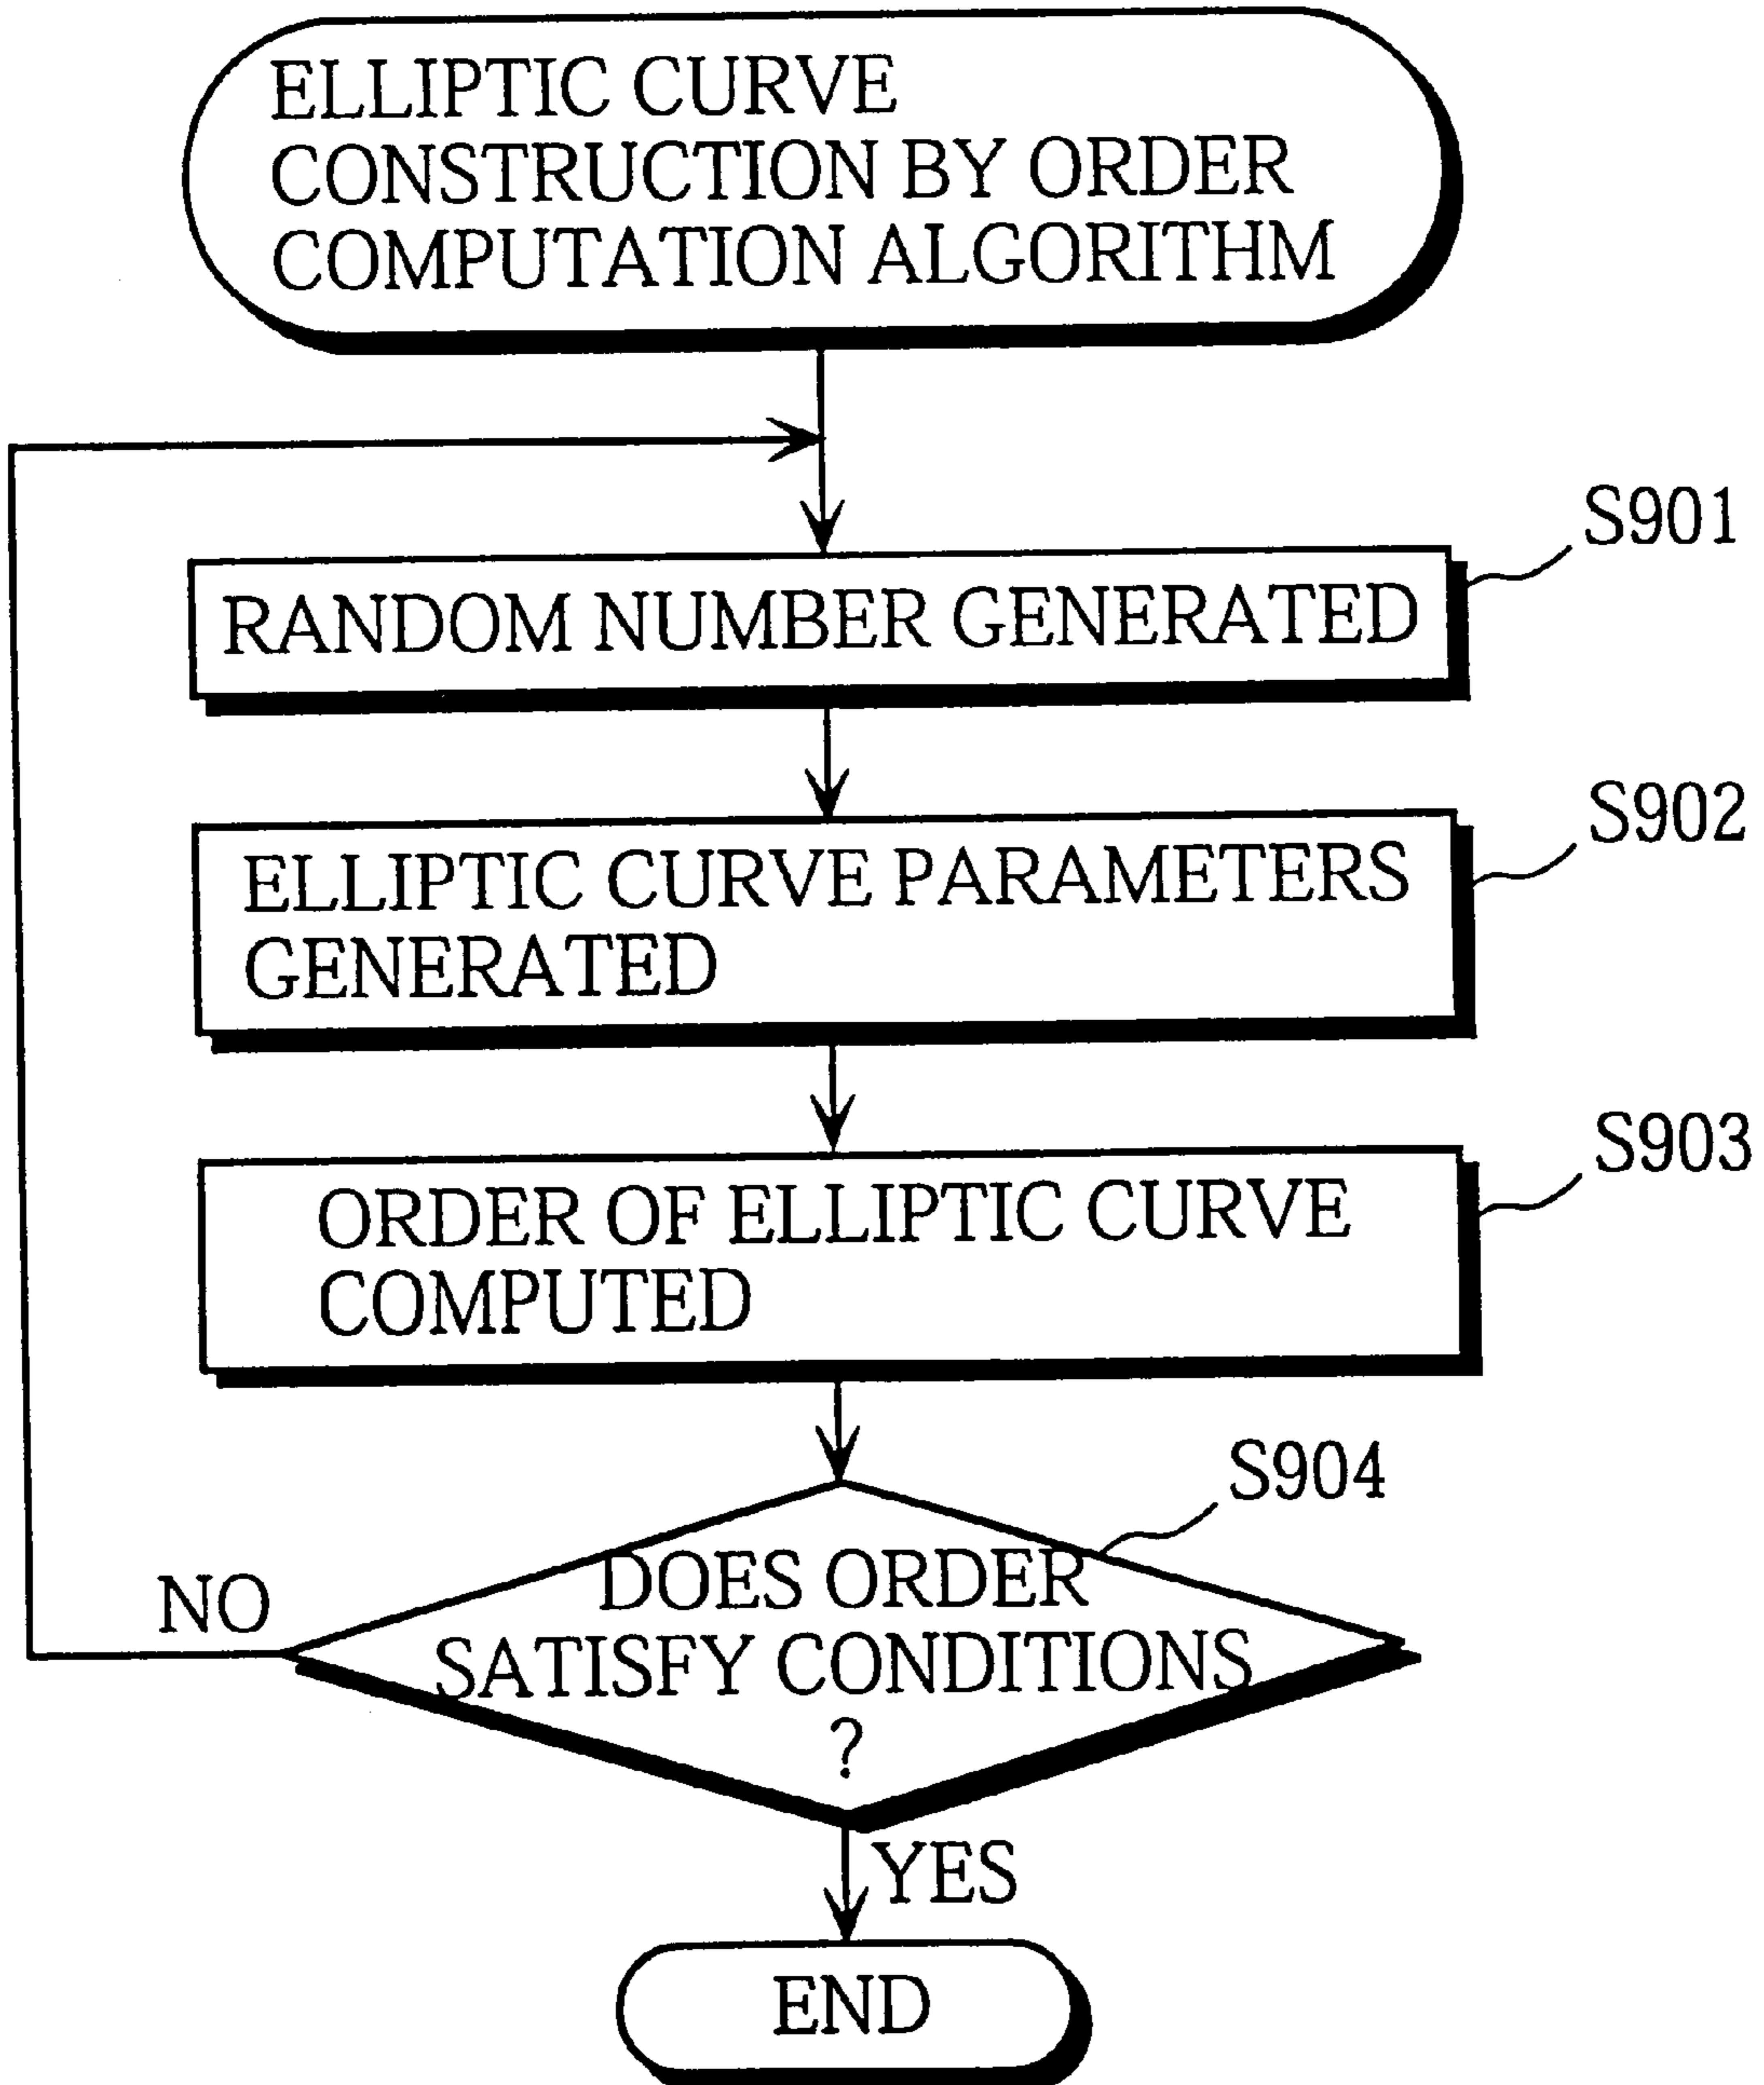 ELLIPTIC CURVE
CONSTRUCTION BY ORDER
COMPUTATION ALGORITHM
S901
RANDOM NUMBER GENERATED
S902
ELLIPTIC CURVE PARAMETERS
GENERATED
S903
ORDER OF ELLIPTIC CURVE
COMPUTED
S904
DOES ORDER
SATISFY CONDITIONS
?
NO
YES
END